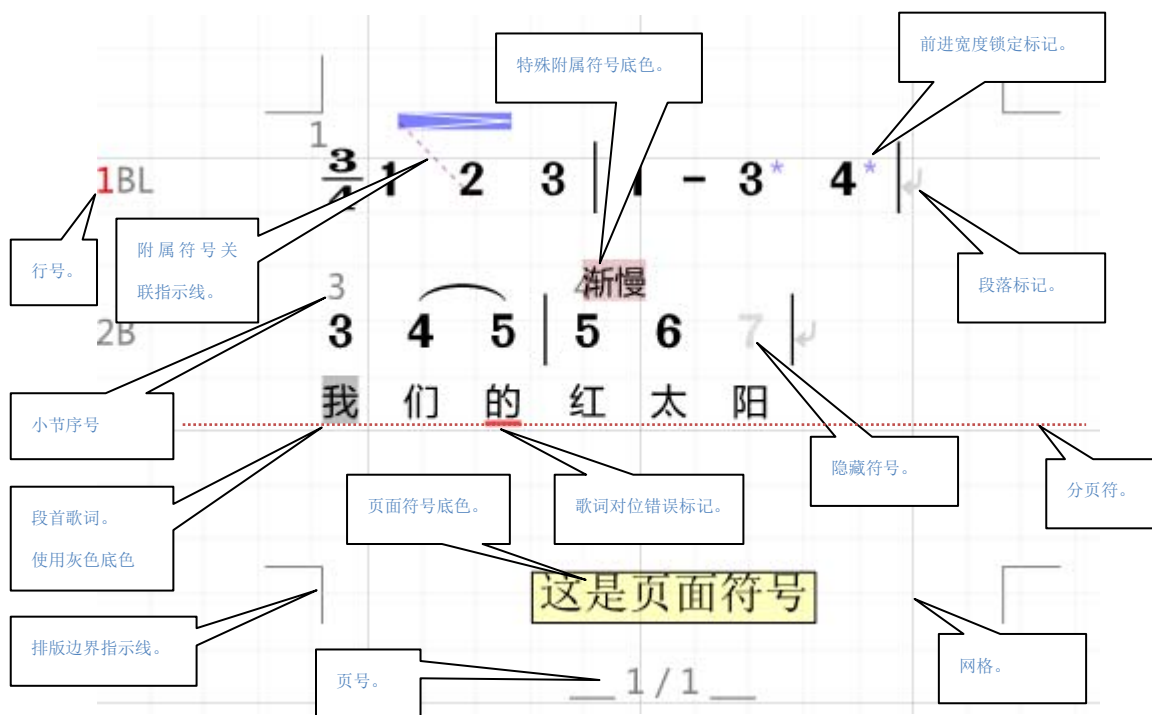 前进宽度锁定标记。
特殊附属符号底色。
1
3/4 1 2 3 | 1 - 3* 4* |
1BL
附属符号关
联指示线。
行号。
段落标记。
3
渐慢
2B
3 4 5 | 5 6 7 |
我 们 的 红 太 阳
小节序号
隐藏符号。
分页符。
段首歌词。
使用灰色底色
页面符号底色。
歌词对位错误标记。
这是页面符号
排版边界指示线。
网格。
页号。
__ 1/1 __